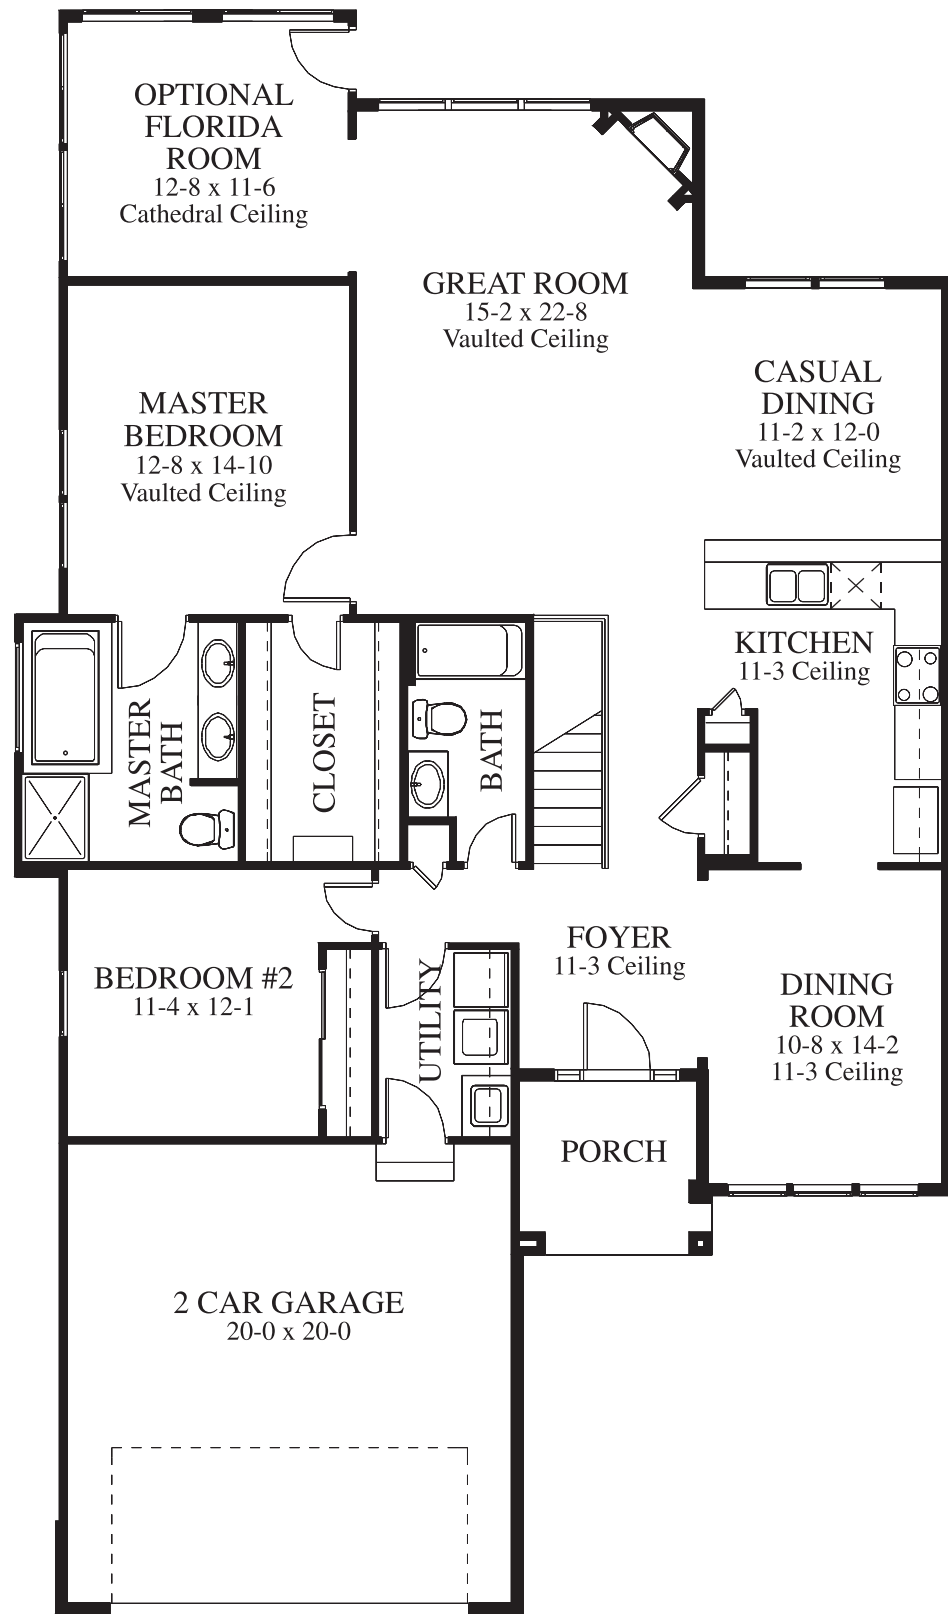 OPTIONAL
FLORIDA
ROOM
12-8 x 11-6
Cathedral Ceiling
GREAT ROOM
15-2 x 22-8
Vaulted Ceiling
CASUAL
DINING
11-2 x 12-0
Vaulted Ceiling
MASTER
BEDROOM
12-8 x 14-10
Vaulted Ceiling
KITCHEN
11-3 Ceiling
MASTER
BATH
CLOSET
BATH
FOYER
11-3 Ceiling
BEDROOM #2
11-4 x 12-1
UTILITY
DINING
ROOM
10-8 x 14-2
11-3 Ceiling
PORCH
2 CAR GARAGE
20-0 x 20-0